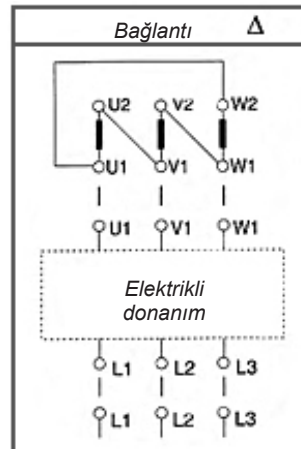 Bağlantı Δ
U2 V2 W2
U1 V1 W1
U1 V1 W1
Elektrikli
donanım
L1 L2 L3
L1 L2 L3